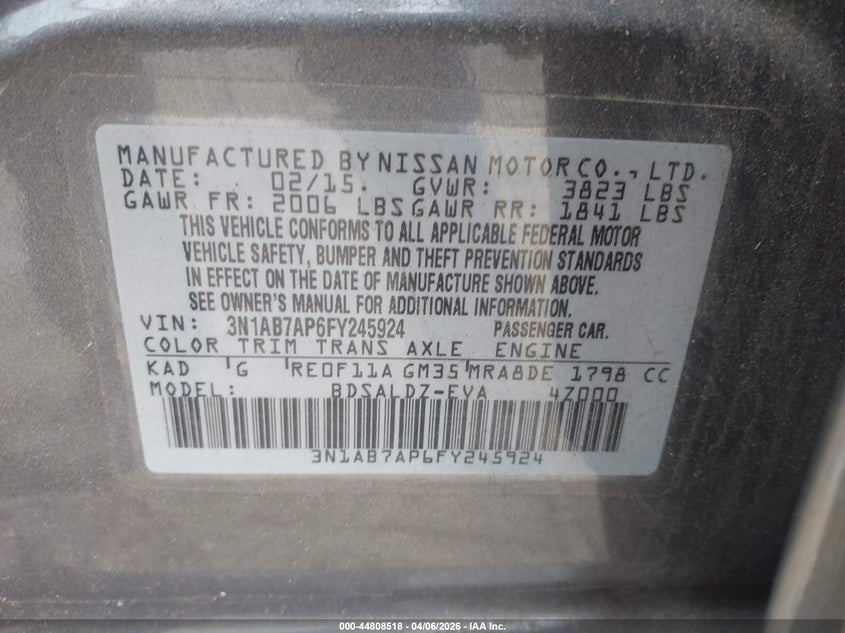 MANUFACTURED BY NISSAN MOTOR CO., LTD.
DATE: 02/15. GVWR: 3823 LBS
GAWR FR: 2006 LBS GAWR RR: 1841 LBS
THIS VEHICLE CONFORMS TO ALL APPLICABLE FEDERAL MOTOR
VEHICLE SAFETY, BUMPER AND THEFT PREVENTION STANDARDS
IN EFFECT ON THE DATE OF MANUFACTURE SHOWN ABOVE.
SEE OWNER'S MANUAL FOR ADDITIONAL INFORMATION.
VIN: 3N1AB7AP6FY245924 PASSENGER CAR.
COLOR TRIM TRANS AXLE ENGINE
KAD G RE0F11A GM35 MRA8DE 1798 CC
MODEL: BDSALDZ-EVA 4Z000
3N1AB7AP6FY245924
000-44808518 - 04/06/2026 - IAA Inc.